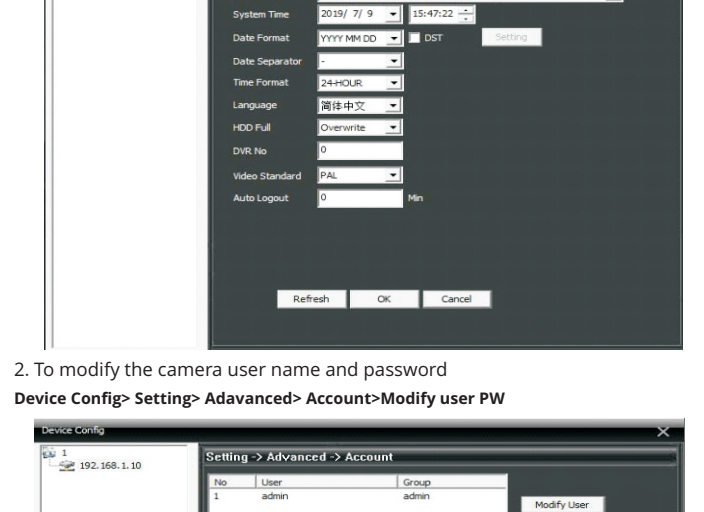 System Time 2019/ 7/ 9 15:47:22
Date Format YYYY MM DD DST Setting
Date Separator -
Time Format 24-HOUR
Language 简体中文
HDD Full Overwrite
DVR No 0
Video Standard PAL
Auto Logout 0 Min
Refresh OK Cancel
2. To modify the camera user name and password
Device Config> Setting> Adavanced> Account>Modify user PW
Device Config
1
192.168.1.10
Setting -> Advanced -> Account
No User Group
1 admin admin
Modify User